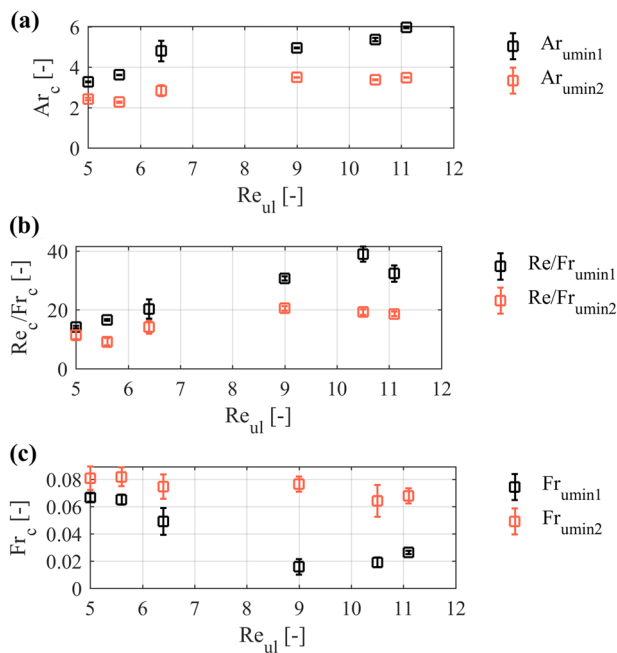 (a)
6
4
2
0
Ar_c [-]
5 6 7 8 9 10 11 12
Re_ul [-]
Ar_umin1
Ar_umin2
(b)
40
20
0
Re_c/Fr_c [-]
5 6 7 8 9 10 11 12
Re_ul [-]
Re/Fr_umin1
Re/Fr_umin2
(c)
0.08
0.06
0.04
0.02
0
Fr_c [-]
5 6 7 8 9 10 11 12
Re_ul [-]
Fr_umin1
Fr_umin2